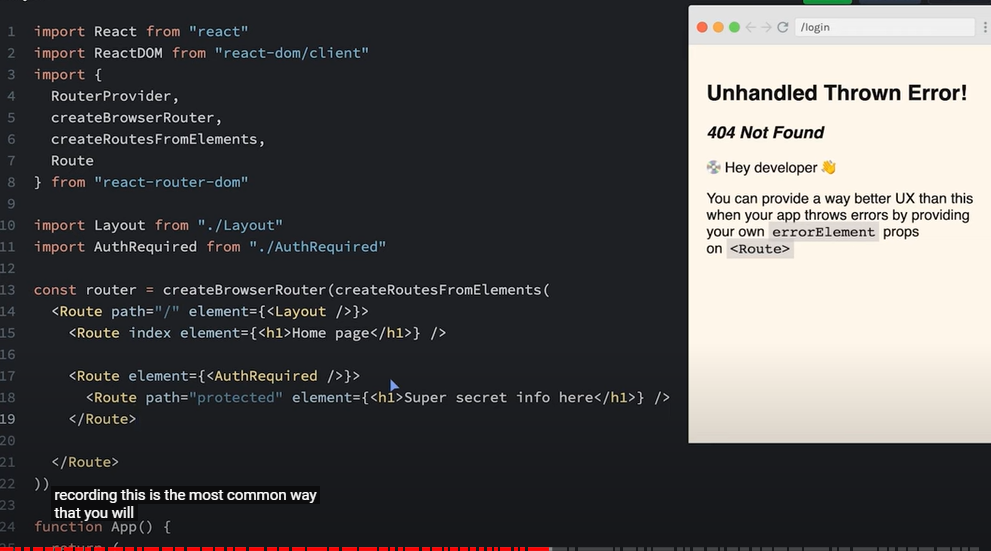 1 import React from "react"
2 import ReactDOM from "react-dom/client"
3 import {
4 RouterProvider,
5 createBrowserRouter,
6 createRoutesFromElements,
7 Route
8 } from "react-router-dom"
9
10 import Layout from "./Layout"
11 import AuthRequired from "./AuthRequired"
12
13 const router = createBrowserRouter(createRoutesFromElements(
14 <Route path="/" element={<Layout />}>
15 <Route index element={<h1>Home page</h1>} />
16
17 <Route element={<AuthRequired />}>
18 <Route path="protected" element={<h1>Super secret info here</h1>} />
19 </Route>
20
21 </Route>
22 ))
23
24 function App() {
recording this is the most common way
that you will
/login
Unhandled Thrown Error!
404 Not Found
💿 Hey developer 👋
You can provide a way better UX than this
when your app throws errors by providing
your own errorElement props
on <Route>